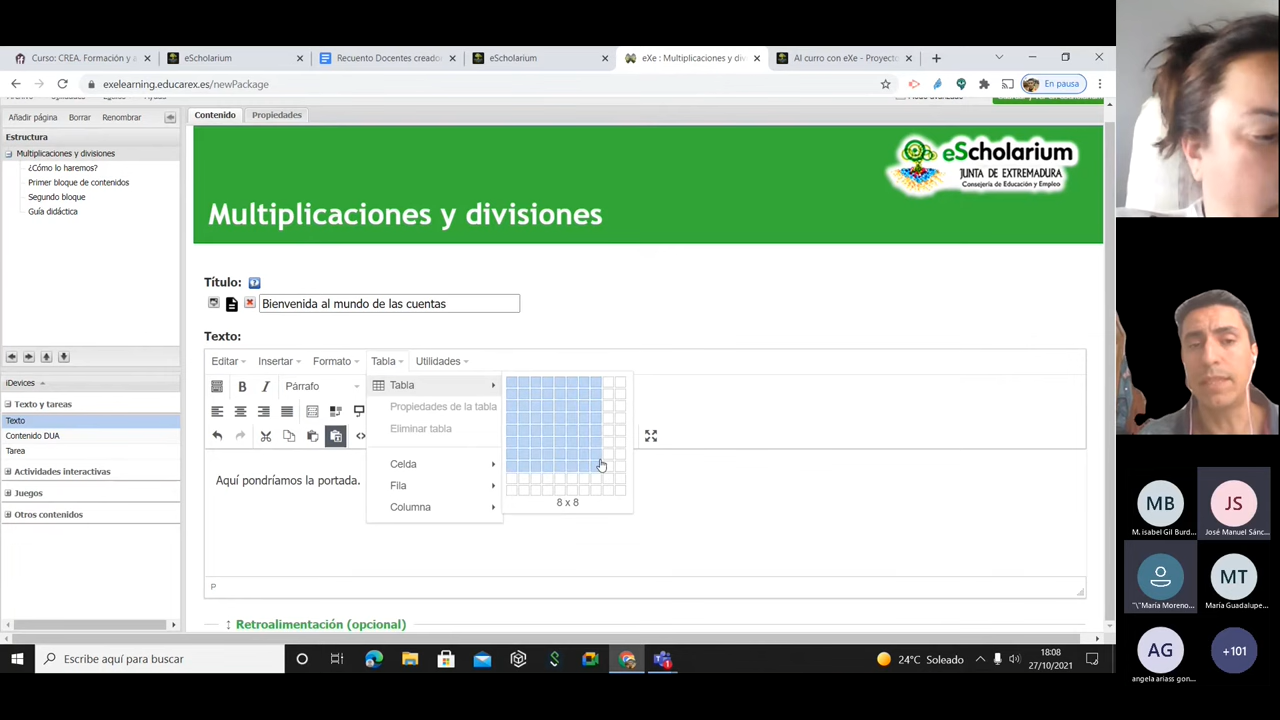 Curso: CREA. Formación y a
eScholarium
Recuento Docentes creado
eScholarium
eXe : Multiplicaciones y div
Al curro con eXe - Proyecto
exelearning.educarex.es/newPackage
En pausa
Añadir página Borrar Renombrar
Estructura
Multiplicaciones y divisiones
¿Cómo lo haremos?
Primer bloque de contenidos
Segundo bloque
Guía didáctica
iDevices
Texto y tareas
Texto
Contenido DUA
Tarea
Actividades interactivas
Juegos
Otros contenidos
Contenido Propiedades
eScholarium
JUNTA DE EXTREMADURA
Consejería de Educación y Empleo
Multiplicaciones y divisiones
Título:
Bienvenida al mundo de las cuentas
Texto:
Editar Insertar Formato Tabla Utilidades
B I Párrafo
Tabla
Propiedades de la tabla
Eliminar tabla
Celda
Fila
Columna
8 x 8
Aquí pondríamos la portada.
P
Retroalimentación (opcional)
Escribe aquí para buscar
24°C Soleado
18:08
27/10/2021
MB
M. isabel Gil Burd...
JS
José Manuel Sánc...
"\"María Moreno...
MT
María Guadalupe...
AG
angela ariass gon...
+101